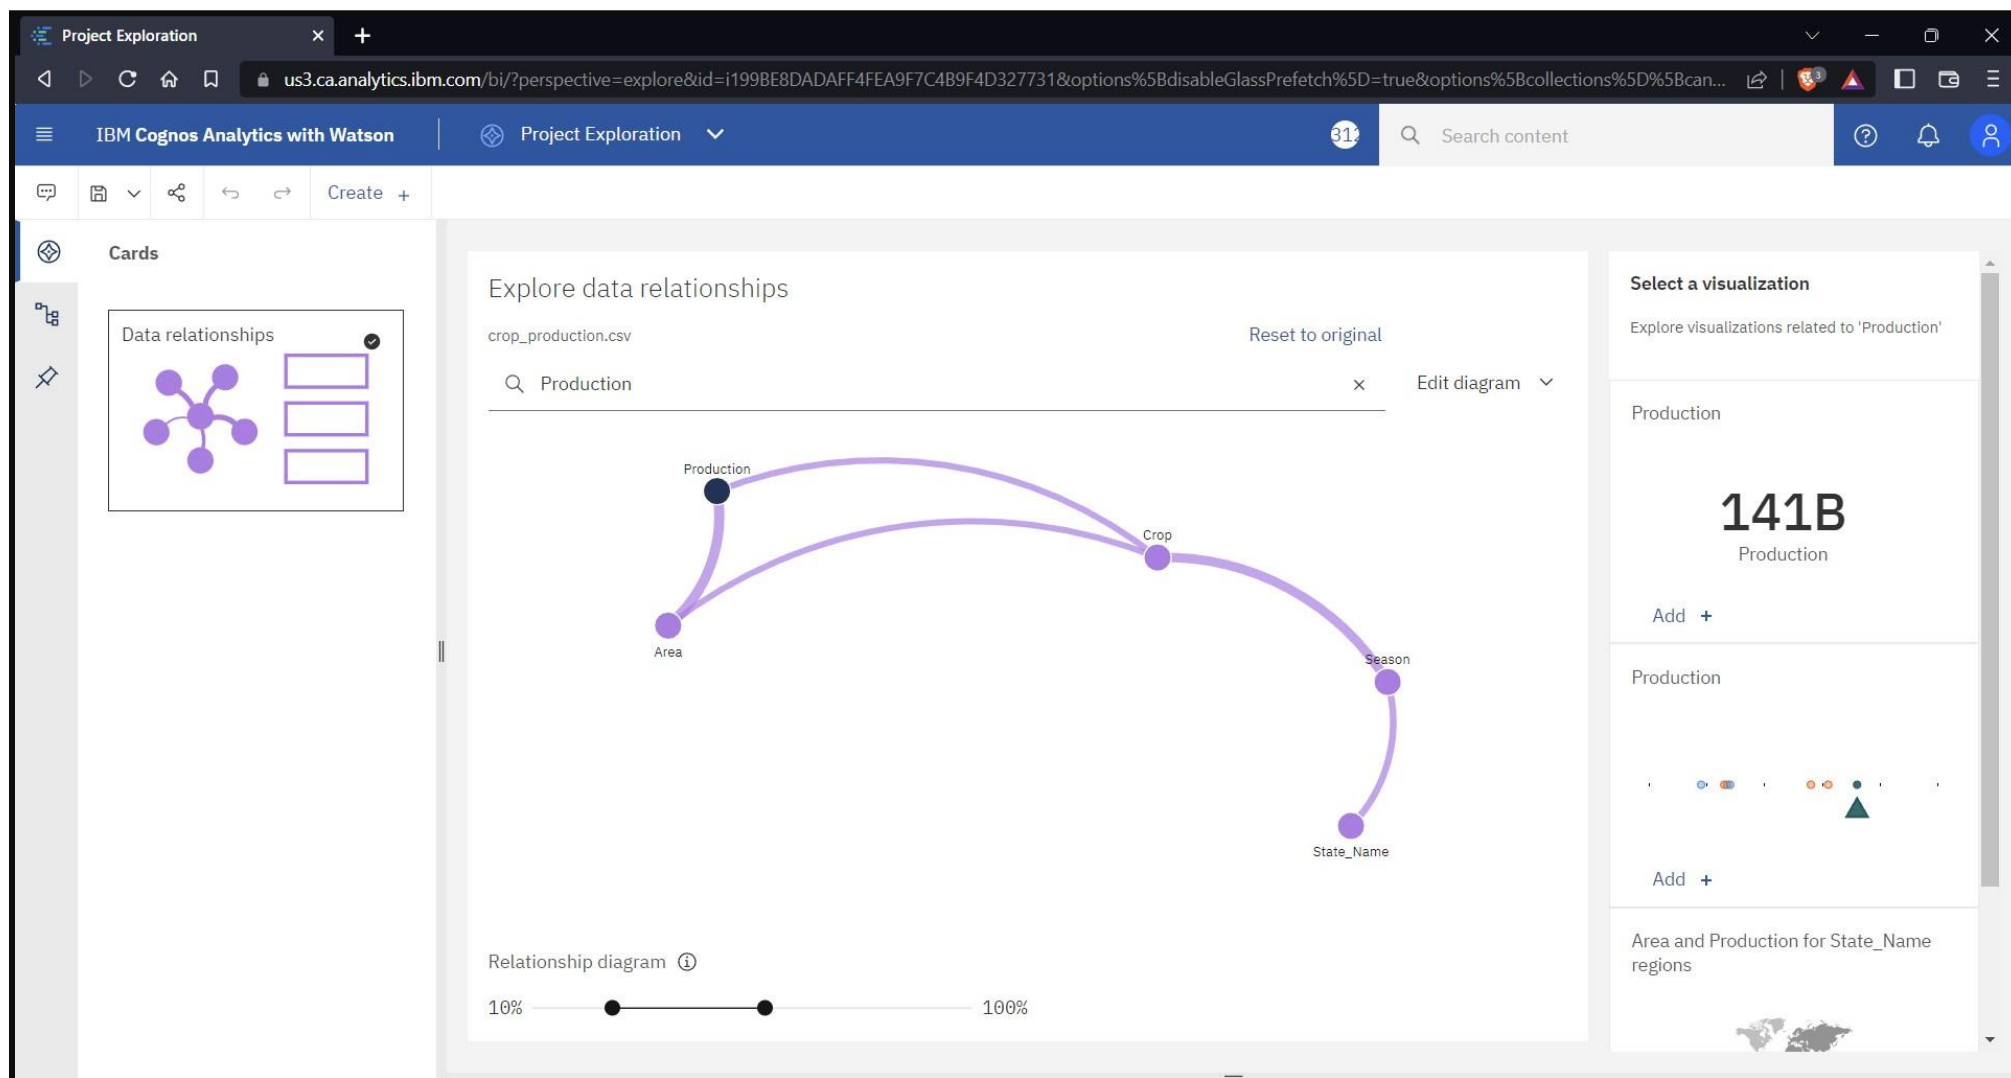 Project Exploration
us3.ca.analytics.ibm.com/bi/?perspective=explore&id=i199BE8DADAFF4FEA9F7C4B9F4D327731&options%5BdisableGlassPrefetch%5D=true&options%5Bcollections%5D%5Bcan...
3
IBM Cognos Analytics with Watson
Project Exploration
312
Search content
Create +
Cards
Data relationships
Explore data relationships
crop_production.csv
Reset to original
Production
Edit diagram
Production
Crop
Area
Season
State_Name
Relationship diagram
10%
100%
Select a visualization
Explore visualizations related to 'Production'
Production
141B
Production
Add +
Production
Add +
Area and Production for State_Name
regions